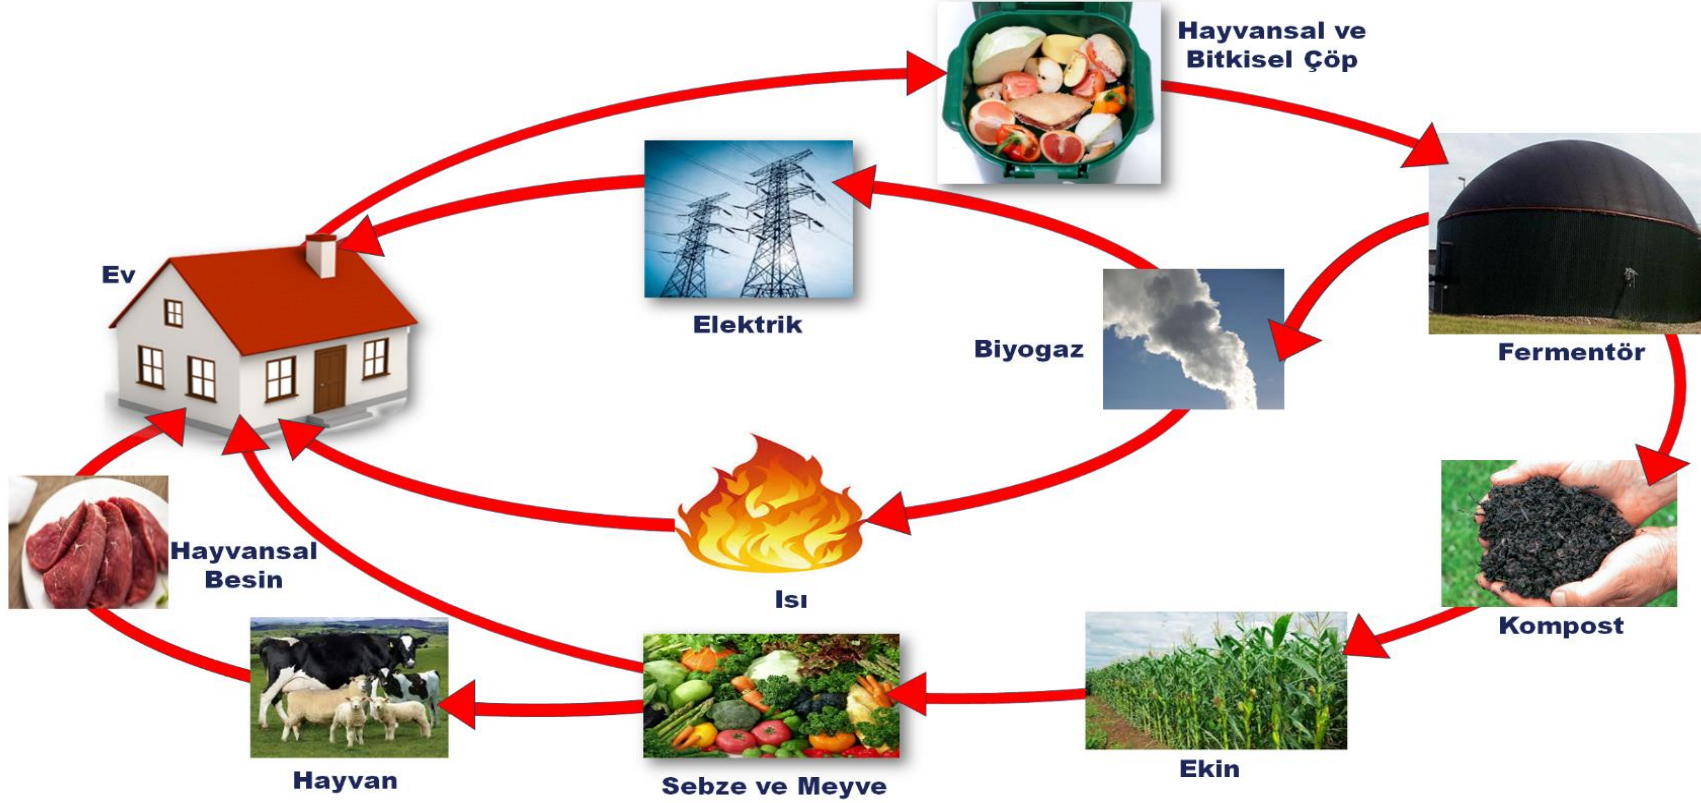 Hayvansal ve
Bitkisel Çöp
Ev
Elektrik
Biyogaz
Fermentör
Hayvansal
Besin
Isı
Kompost
Hayvan
Sebze ve Meyve
Ekin